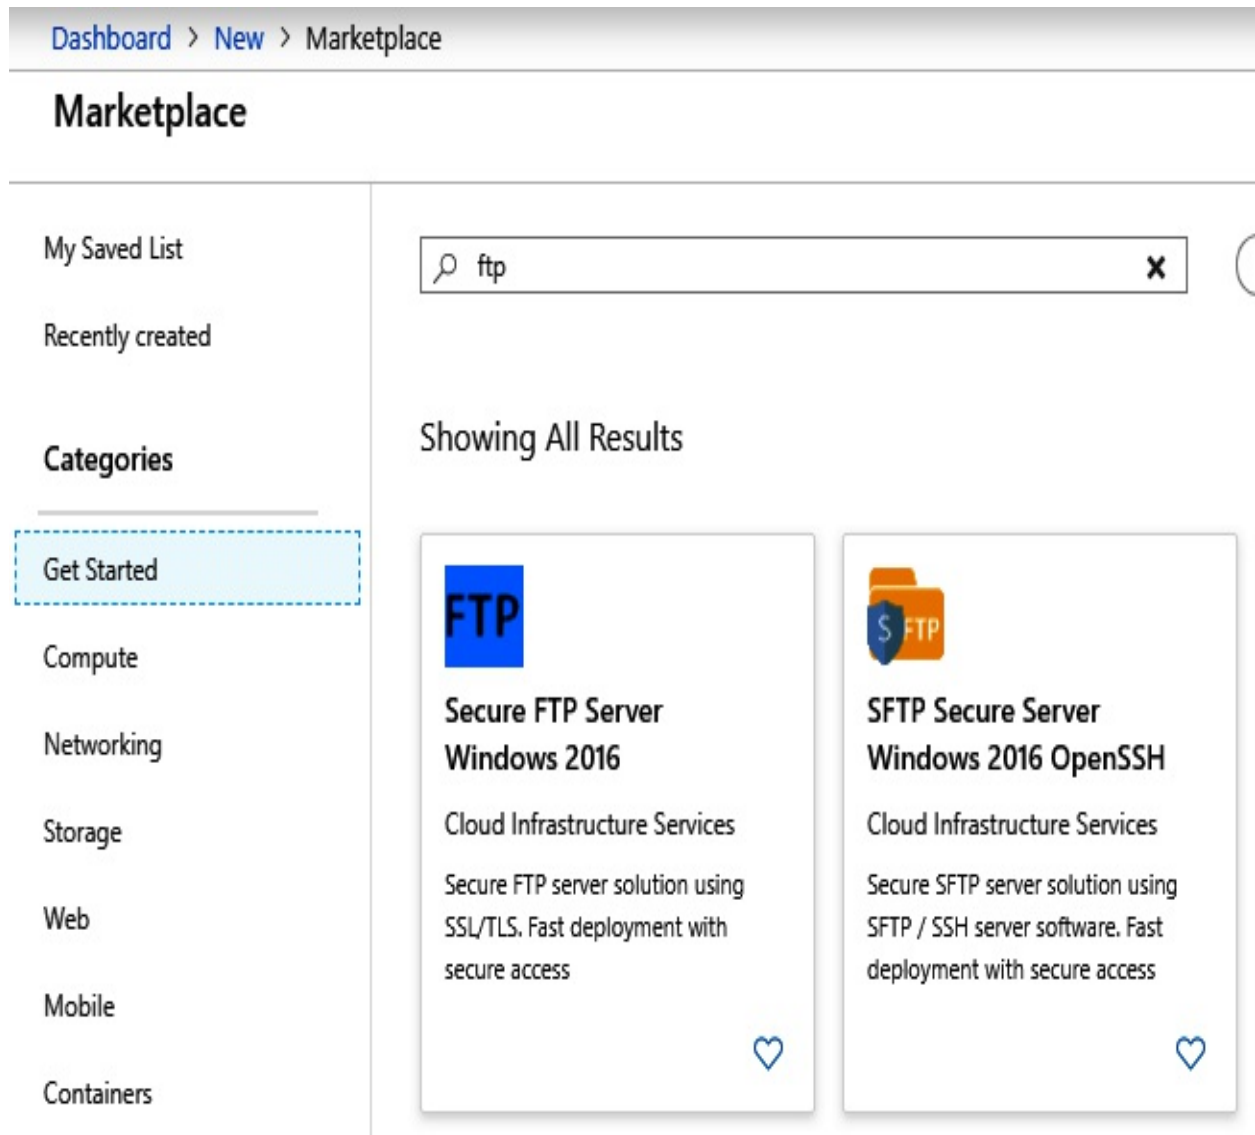 Dashboard > New > Marketplace
Marketplace
My Saved List
Recently created
Categories
Get Started
Compute
Networking
Storage
Web
Mobile
Containers
ftp
Showing All Results
FTP
Secure FTP Server
Windows 2016
Cloud Infrastructure Services
Secure FTP server solution using
SSL/TLS. Fast deployment with
secure access
S FTP
SFTP Secure Server
Windows 2016 OpenSSH
Cloud Infrastructure Services
Secure SFTP server solution using
SFTP / SSH server software. Fast
deployment with secure access